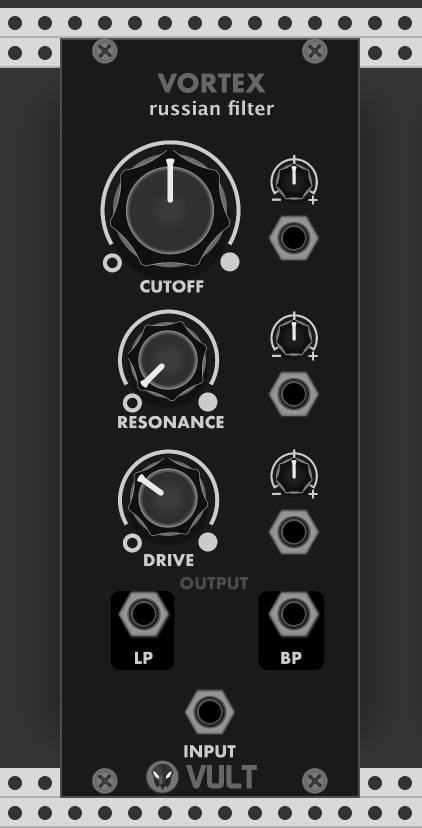 VORTEX
russian filter
- +
CUTOFF
- +
RESONANCE
- +
DRIVE
OUTPUT
LP BP
INPUT
VULT